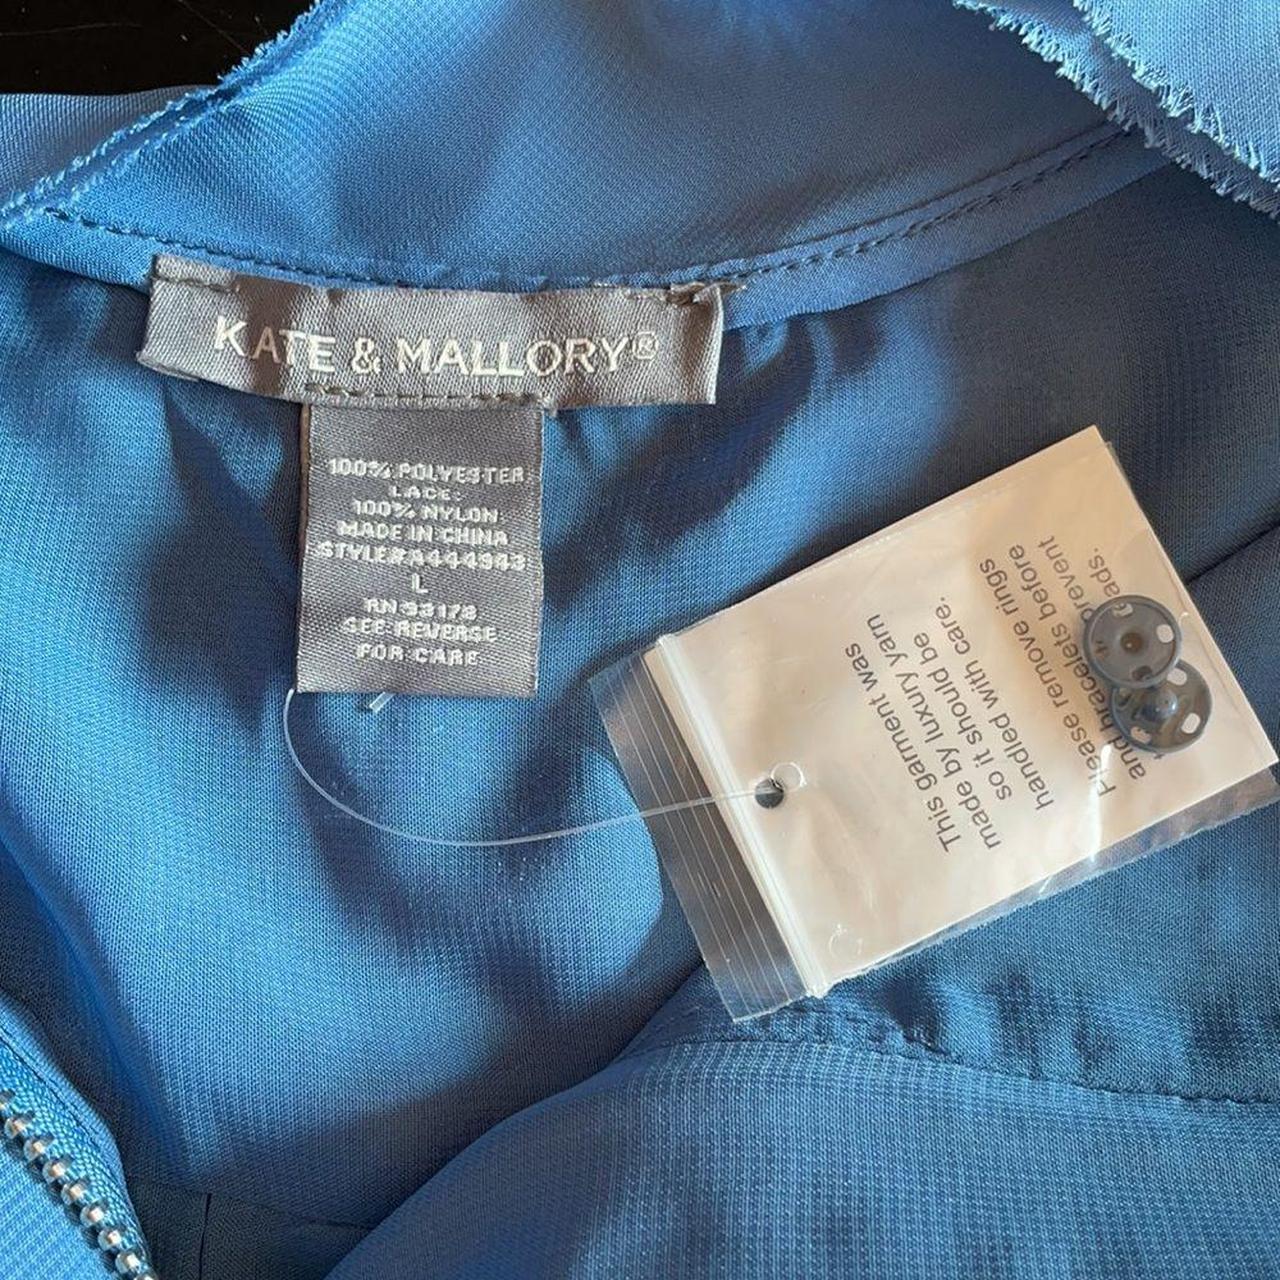 KATE & MALLORY®
100% POLYESTER
LACE:
100% NYLON
MADE IN CHINA
STYLE#A444943
L
RN 93178
SEE REVERSE
FOR CARE
This garment was
made by luxury yarn
so it should be
handled with care.
Please remove rings
and bracelets before